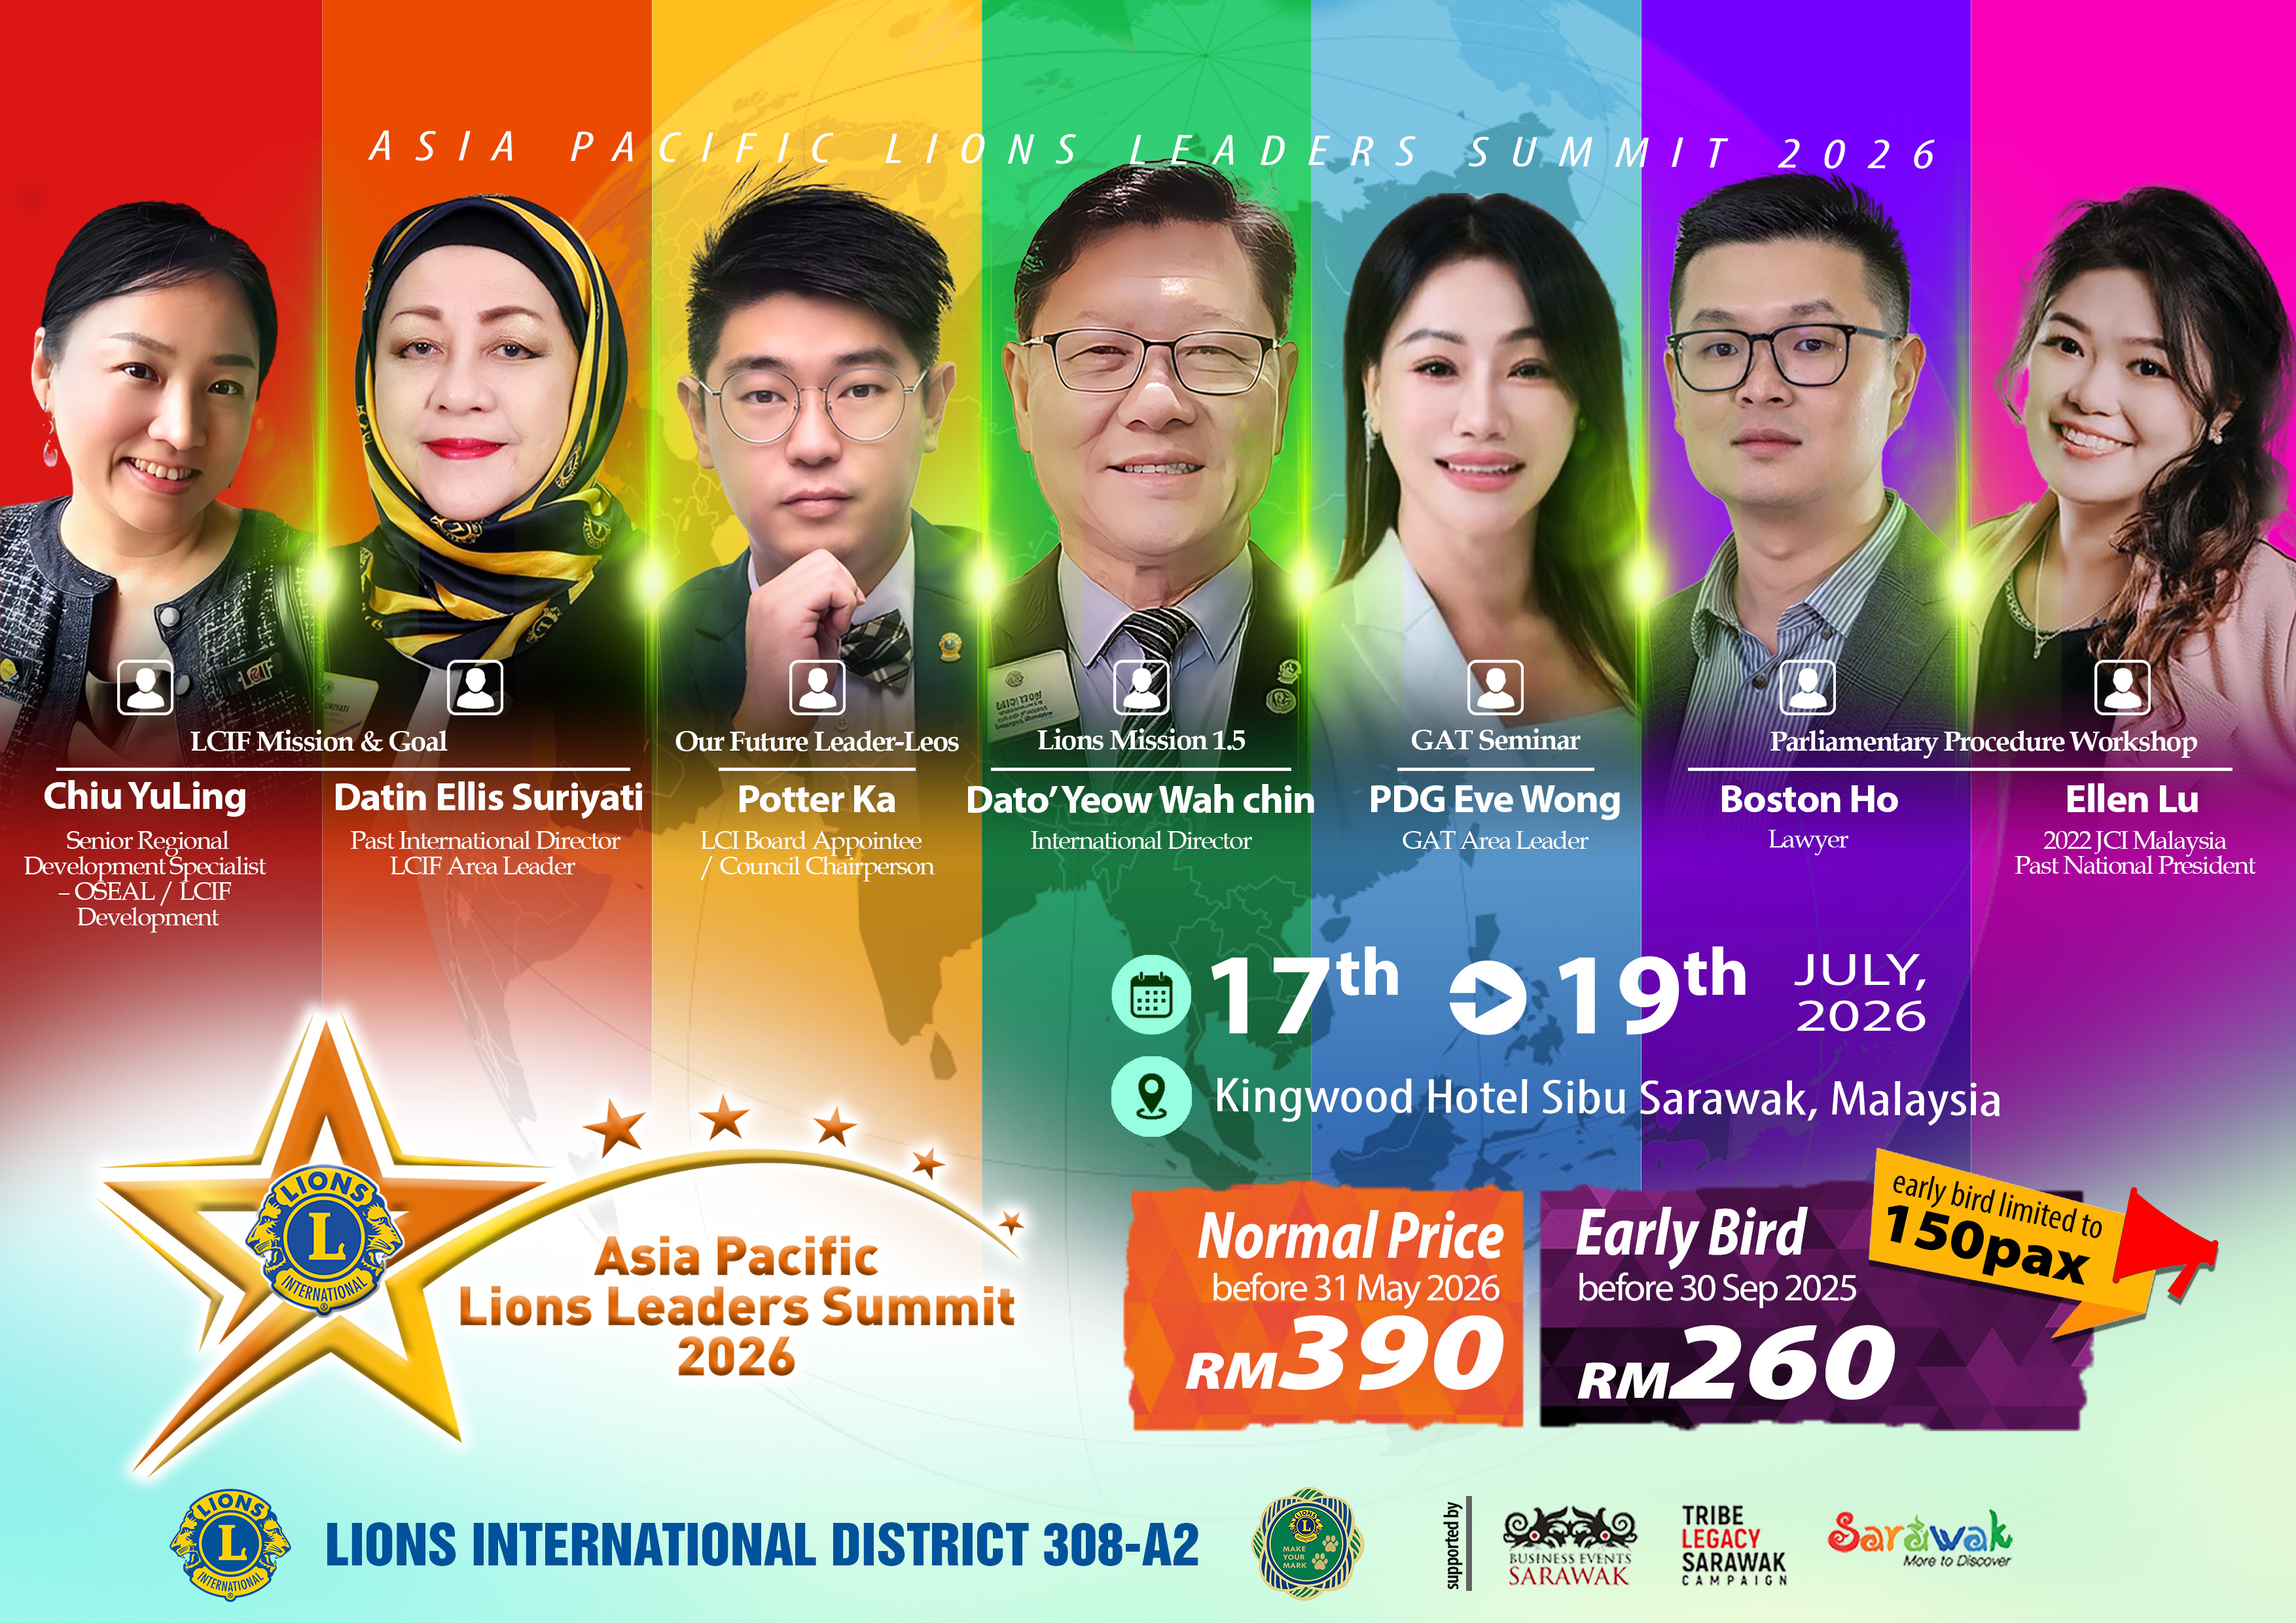 ASIA PACIFIC LIONS LEADERS SUMMIT 2026
LCIF Mission & Goal
Chiu YuLing
Senior Regional
Development Specialist
– OSEAL / LCIF
Development
Datin Ellis Suriyati
Past International Director
LCIF Area Leader
Our Future Leader-Leos
Potter Ka
LCI Board Appointee
/ Council Chairperson
Lions Mission 1.5
Dato' Yeow Wah chin
International Director
GAT Seminar
PDG Eve Wong
GAT Area Leader
Parliamentary Procedure Workshop
Boston Ho
Lawyer
Ellen Lu
2022 JCI Malaysia
Past National President
LCIF
17th 19th JULY,
2026
Kingwood Hotel Sibu Sarawak, Malaysia
LIONS
L
INTERNATIONAL
®
Asia Pacific
Lions Leaders Summit
2026
Normal Price
before 31 May 2026
RM390
Early Bird
before 30 Sep 2025
RM260
early bird limited to
150pax
LIONS
L
INTERNATIONAL
®
LIONS INTERNATIONAL DISTRICT 308-A2
L
MAKE
YOUR
MARK
supported by
BUSINESS EVENTS
SARAWAK
TRIBE
LEGACY
SARAWAK
CAMPAIGN
Sarawak
More to Discover